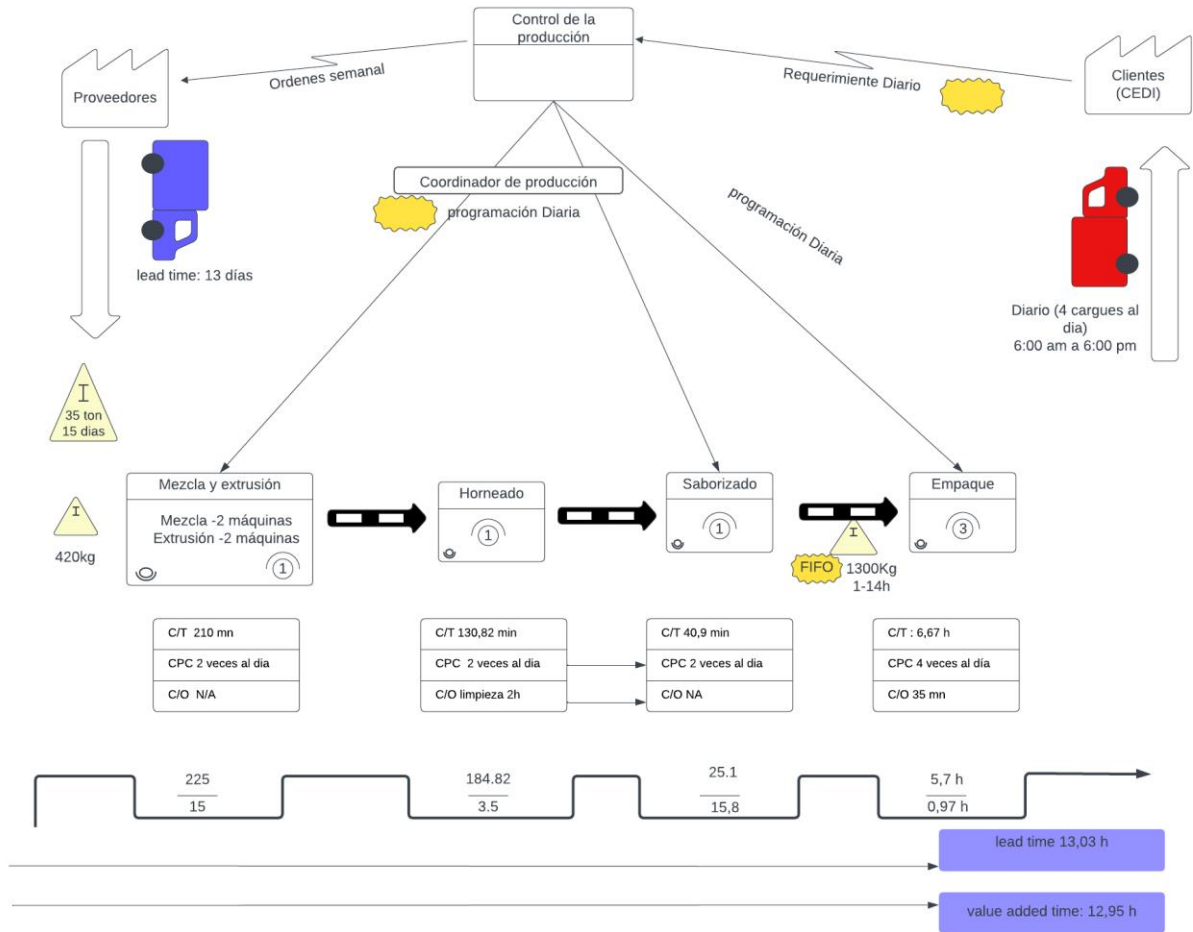 Control de la
producción
Proveedores
Ordenes semanal
Requerimiento Diario
Clientes
(CEDI)
Coordinador de producción
programación Diaria
programación Diaria
lead time: 13 días
Diario (4 cargues al
dia)
6:00 am a 6:00 pm
I
35 ton
15 dias
I
420kg
Mezcla y extrusión
Mezcla -2 máquinas
Extrusión -2 máquinas
1
Horneado
1
Saborizado
1
I
FIFO
1300Kg
1-14h
Empaque
3
C/T 210 mn
CPC 2 veces al dia
C/O N/A
C/T 130,82 min
CPC 2 veces al dia
C/O limpieza 2h
C/T 40,9 min
CPC 2 veces al dia
C/O NA
C/T : 6,67 h
CPC 4 veces al día
C/O 35 mn
225
15
184.82
3.5
25.1
15,8
5,7 h
0,97 h
lead time 13,03 h
value added time: 12,95 h